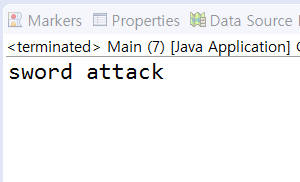 Markers Properties Data Source
<terminated> Main (7) [Java Application]
sword attack